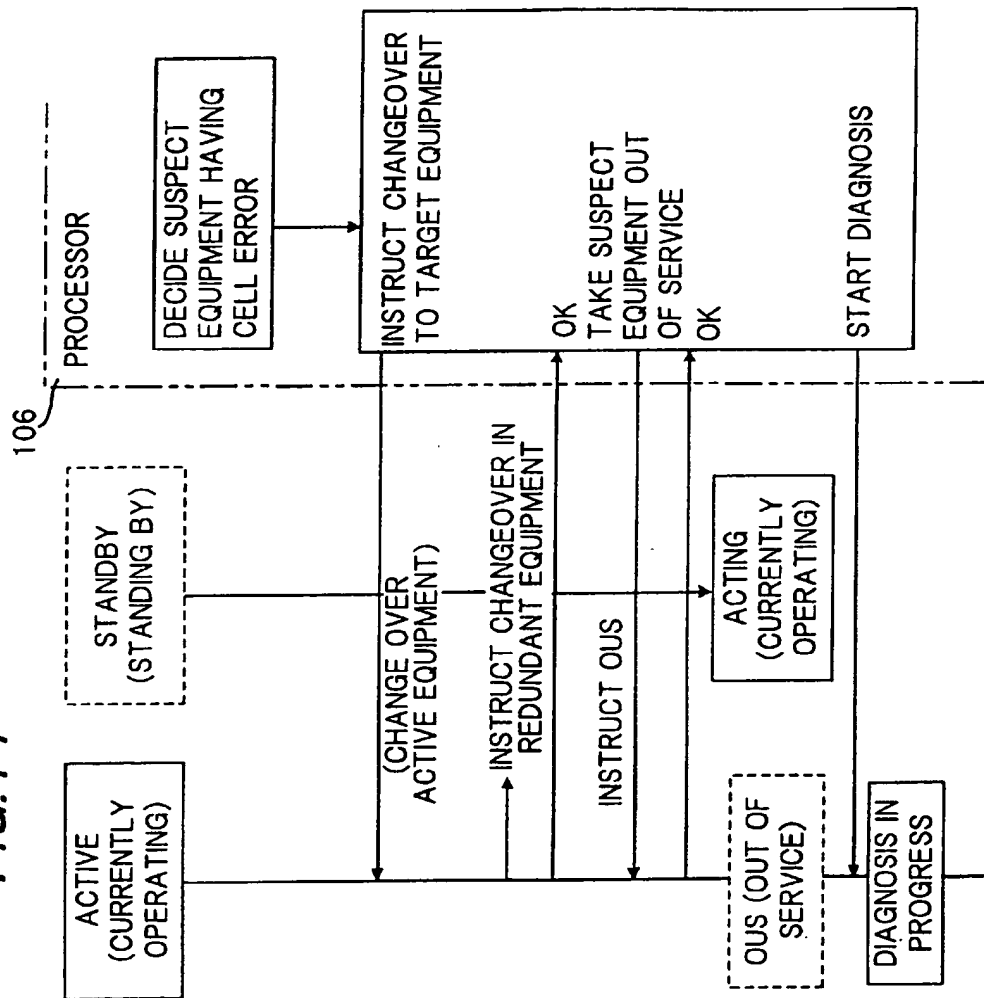 106
PROCESSOR
ACTIVE
(CURRENTLY
OPERATING)
STANDBY
(STANDING BY)
DECIDE SUSPECT
EQUIPMENT HAVING
CELL ERROR
INSTRUCT CHANGEOVER
TO TARGET EQUIPMENT
(CHANGE OVER
ACTIVE EQUIPMENT)
INSTRUCT CHANGEOVER IN
REDUNDANT EQUIPMENT
OK
TAKE SUSPECT
EQUIPMENT OUT
OF SERVICE
INSTRUCT OUS
OK
OUS (OUT OF
SERVICE)
ACTING
(CURRENTLY
OPERATING)
START DIAGNOSIS
DIAGNOSIS IN
PROGRESS